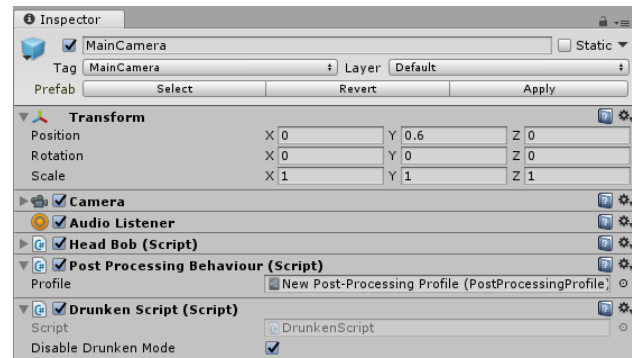 Inspector
MainCamera Static
Tag MainCamera Layer Default
Prefab Select Revert Apply
Transform
Position X 0 Y 0.6 Z 0
Rotation X 0 Y 0 Z 0
Scale X 1 Y 1 Z 1
Camera
Audio Listener
Head Bob (Script)
Post Processing Behaviour (Script)
Profile New Post-Processing Profile (PostProcessingProfile)
Drunken Script (Script)
Script DrunkenScript
Disable Drunken Mode